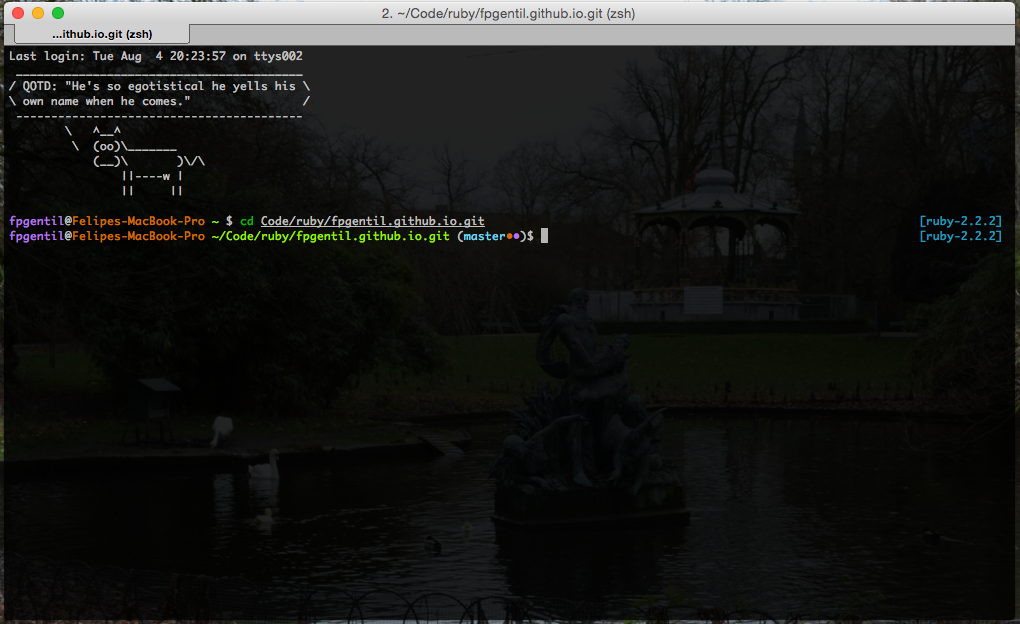 2. ~/Code/ruby/fpgentil.github.io.git (zsh)
...ithub.io.git (zsh)
Last login: Tue Aug  4 20:23:57 on ttys002
 _________________________________________
/ QOTD: "He's so egotistical he yells his \
\ own name when he comes."                /
 -----------------------------------------
        \   ^__^
         \  (oo)\_______
            (__)\       )\/\
                ||----w |
                ||     ||
fpgentil@Felipes-MacBook-Pro ~ $ cd Code/ruby/fpgentil.github.io.git [ruby-2.2.2]
fpgentil@Felipes-MacBook-Pro ~/Code/ruby/fpgentil.github.io.git (master●●)$ [ruby-2.2.2]